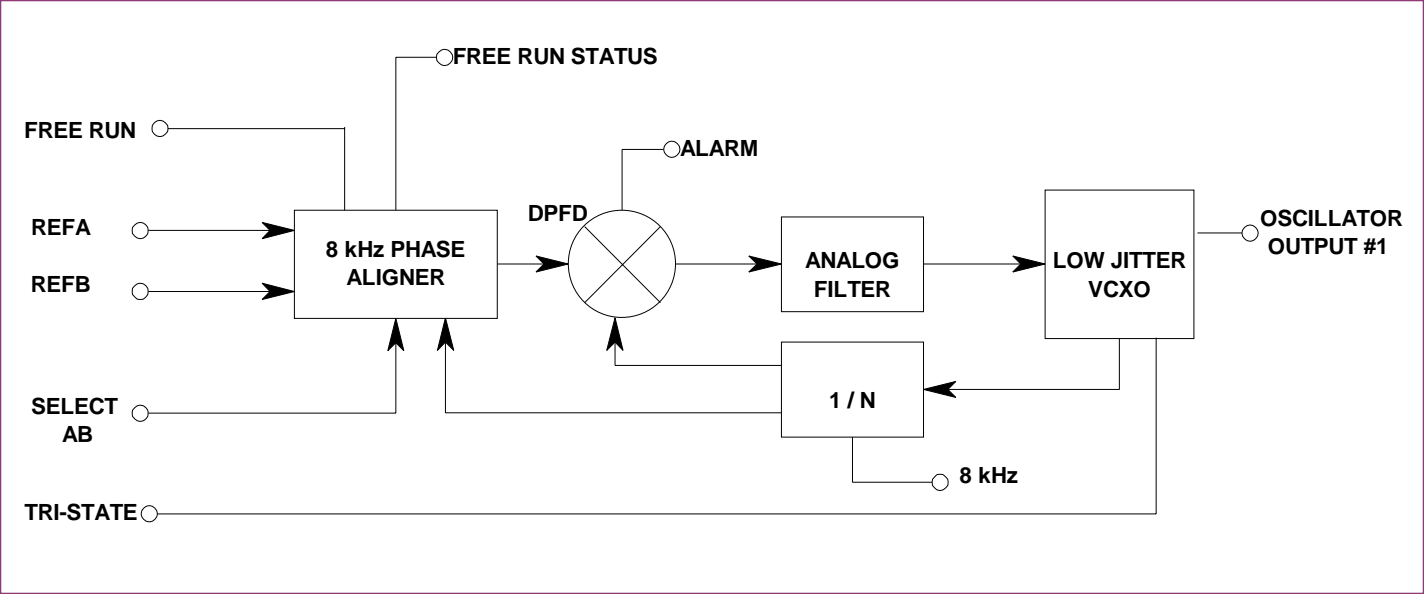 FREE RUN STATUS
FREE RUN
ALARM
REFA
DPFD
OSCILLATOR
OUTPUT #1
8 kHz PHASE
ALIGNER
ANALOG
FILTER
LOW JITTER
VCXO
REFB
1 / N
SELECT
AB
8 kHz
TRI-STATE